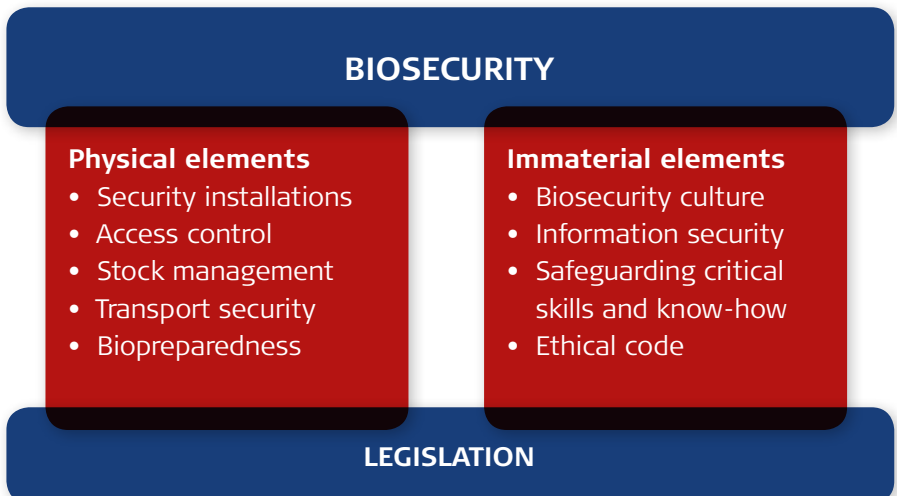 BIOSECURITY
Physical elements
• Security installations
• Access control
• Stock management
• Transport security
• Biopreparedness
Immaterial elements
• Biosecurity culture
• Information security
• Safeguarding critical
skills and know-how
• Ethical code
LEGISLATION